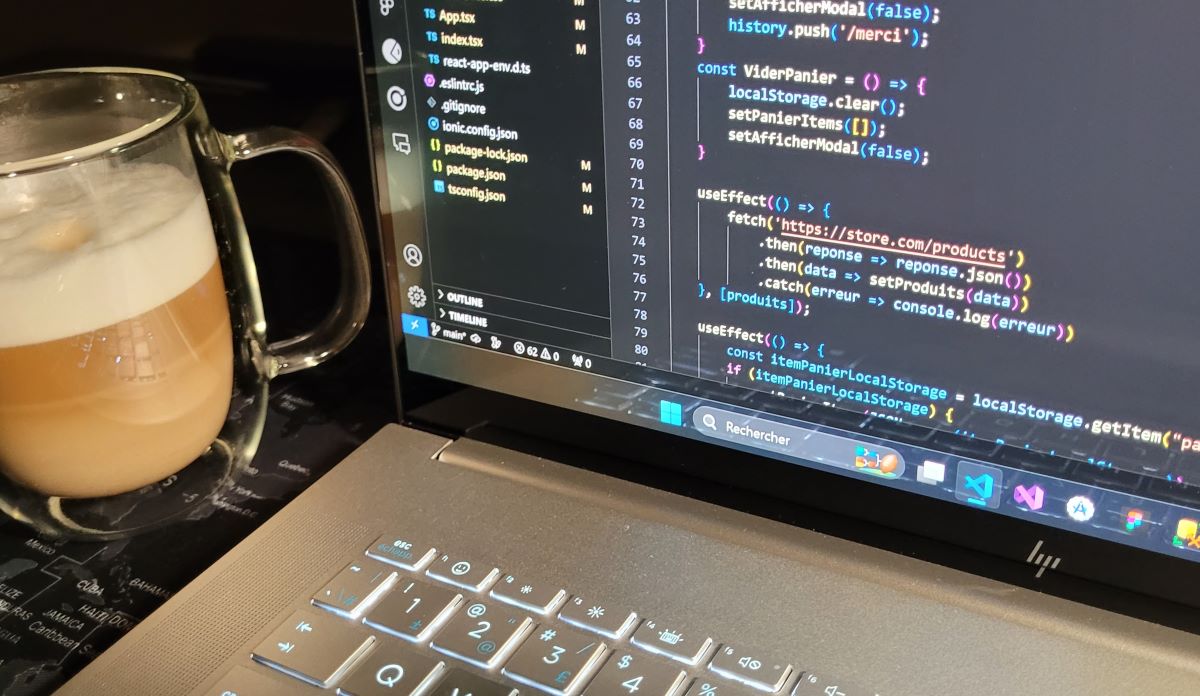 TS App.tsx M
TS index.tsx M
TS react-app-env.d.ts
.eslintrc.js
.gitignore
ionic.config.json
{} package-lock.json M
{} package.json M
tsconfig.json M
OUTLINE
TIMELINE
main* 62 0 0
63 setAfficherModal(false);
64 history.push('/merci');
65 }
66 const ViderPanier = () => {
67 localStorage.clear();
68 setPanierItems([]);
69 setAfficherModal(false);
70 }
71
72 useEffect(() => {
73 fetch('https://store.com/products')
74 .then(reponse => reponse.json())
75 .then(data => setProduits(data))
76 .catch(erreur => console.log(erreur))
77 }, [produits]);
78
79 useEffect(() => {
80 const itemPanierLocalStorage = localStorage.getItem("pa
if (itemPanierLocalStorage) {
Rechercher
hp
esc
échapp
! 1 ±
@ 2 " @
# 3 £
$ 4
%
Q
MEXICO
CUBA
BAHAMA
HAITI DO
JAMAICA
Caribbean
Quebec